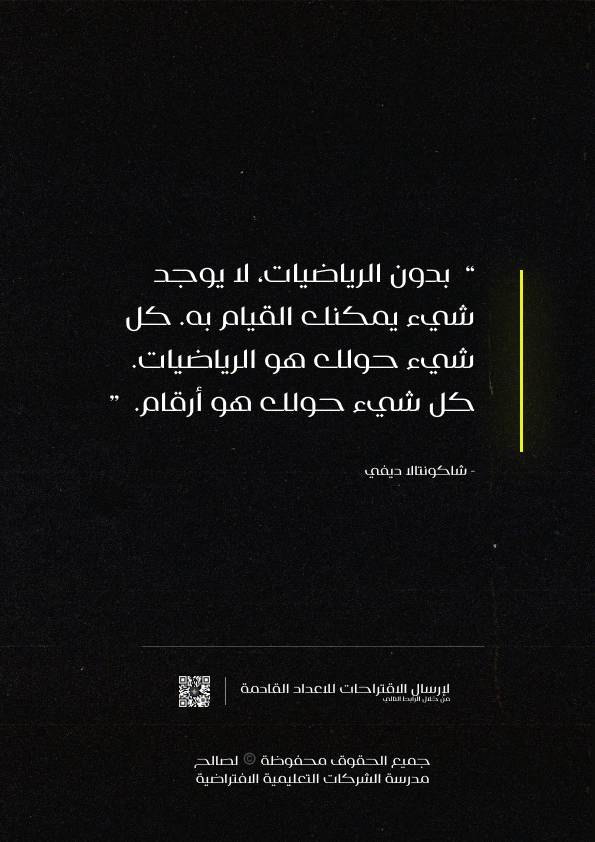 “ بدون الرياضيات، لا يوجد
شيء يمكنك القيام به. كل
شيء حولك هو الرياضيات.
كل شيء حولك هو أرقام. ”
- شاكونتالا ديفي
لإرسال الاقتراحات للاعداد القادمة
من خلال الرابط التالي
جميع الحقوق محفوظة © لصالح
مدرسة الشركات التعليمية الافتراضية